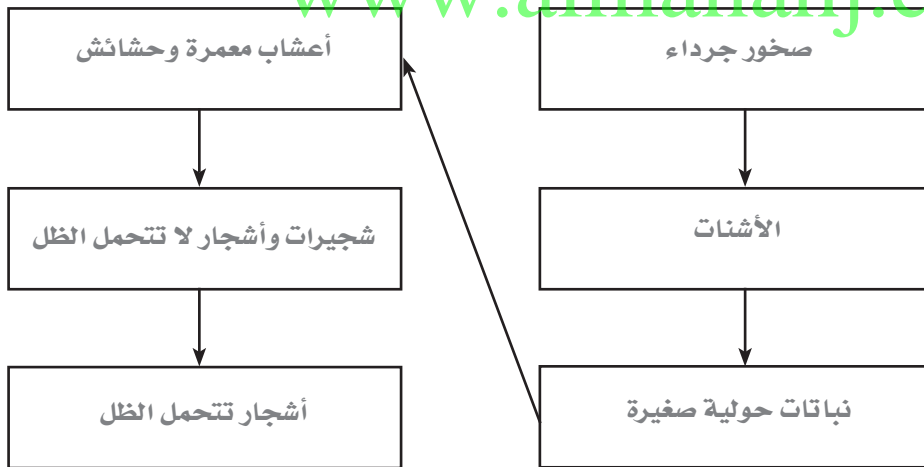 صخور جرداء
الأشنات
نباتات حولية صغيرة
أعشاب معمرة وحشائش
شجيرات وأشجار لا تتحمل الظل
أشجار تتحمل الظل